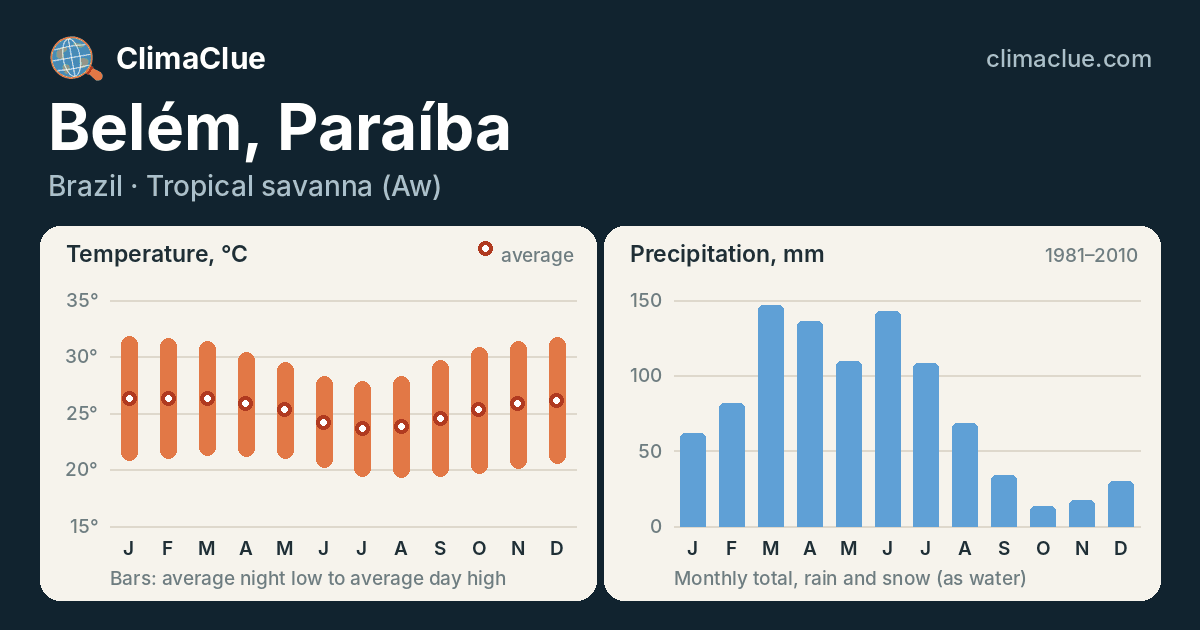 ClimaClue
climaclue.com
Belém, Paraíba
Brazil · Tropical savanna (Aw)
Temperature, °C
average
35°
30°
25°
20°
15°
J F M A M J J A S O N D
Bars: average night low to average day high
Precipitation, mm
1981–2010
150
100
50
0
J F M A M J J A S O N D
Monthly total, rain and snow (as water)